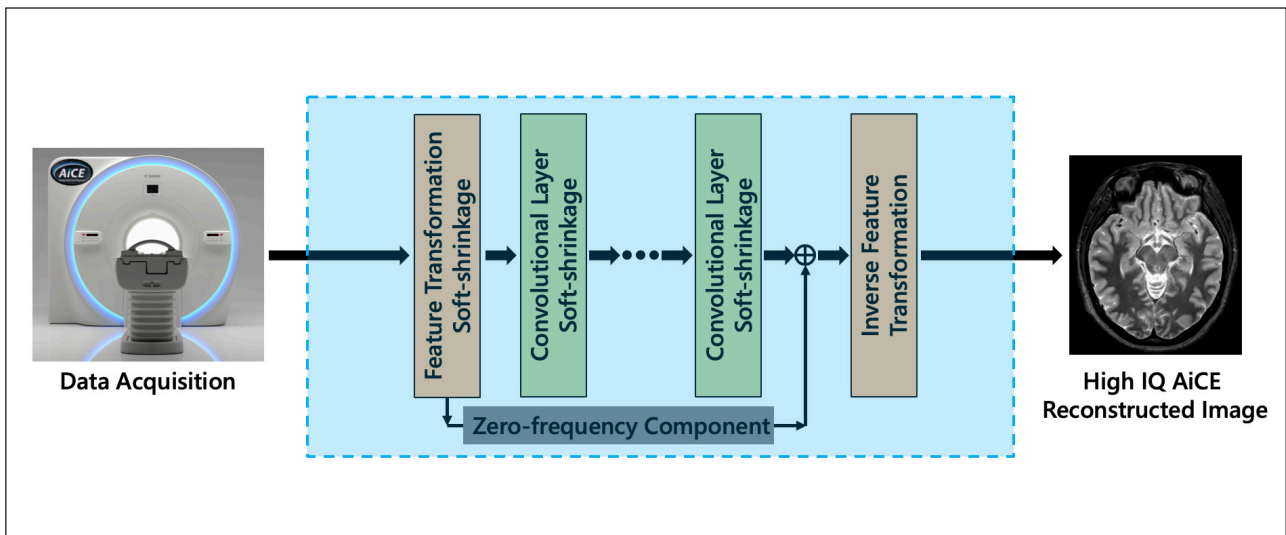 AiCE
Canon
Data Acquisition
Feature Transformation
Soft-shrinkage
Convolutional Layer
Soft-shrinkage
Convolutional Layer
Soft-shrinkage
Inverse Feature
Transformation
Zero-frequency Component
High IQ AiCE
Reconstructed Image